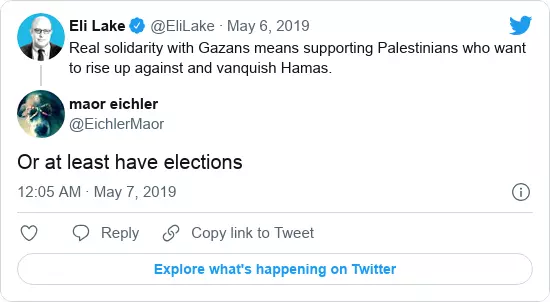 Eli Lake @EliLake · May 6, 2019
Real solidarity with Gazans means supporting Palestinians who want
to rise up against and vanquish Hamas.
maor eichler
@EichlerMaor
Or at least have elections
12:05 AM · May 7, 2019
Reply
Copy link to Tweet
Explore what's happening on Twitter